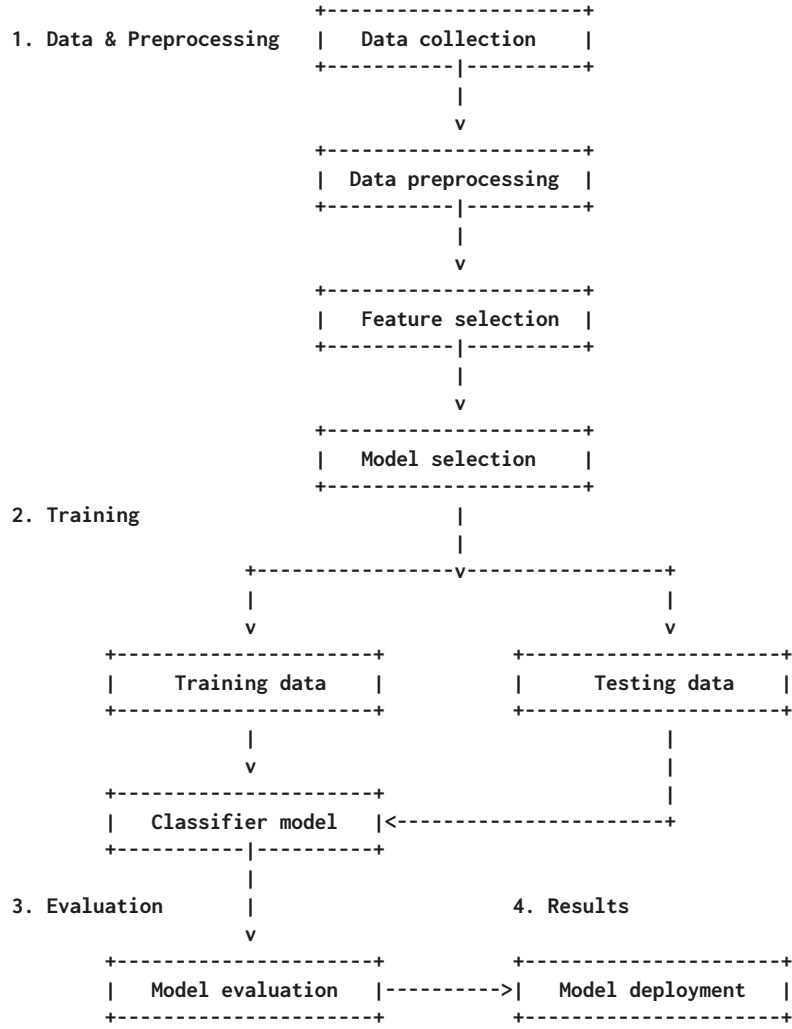 1. Data & Preprocessing
Data collection
Data preprocessing
Feature selection
Model selection
2. Training
Training data
Testing data
Classifier model
3. Evaluation
4. Results
Model evaluation
Model deployment